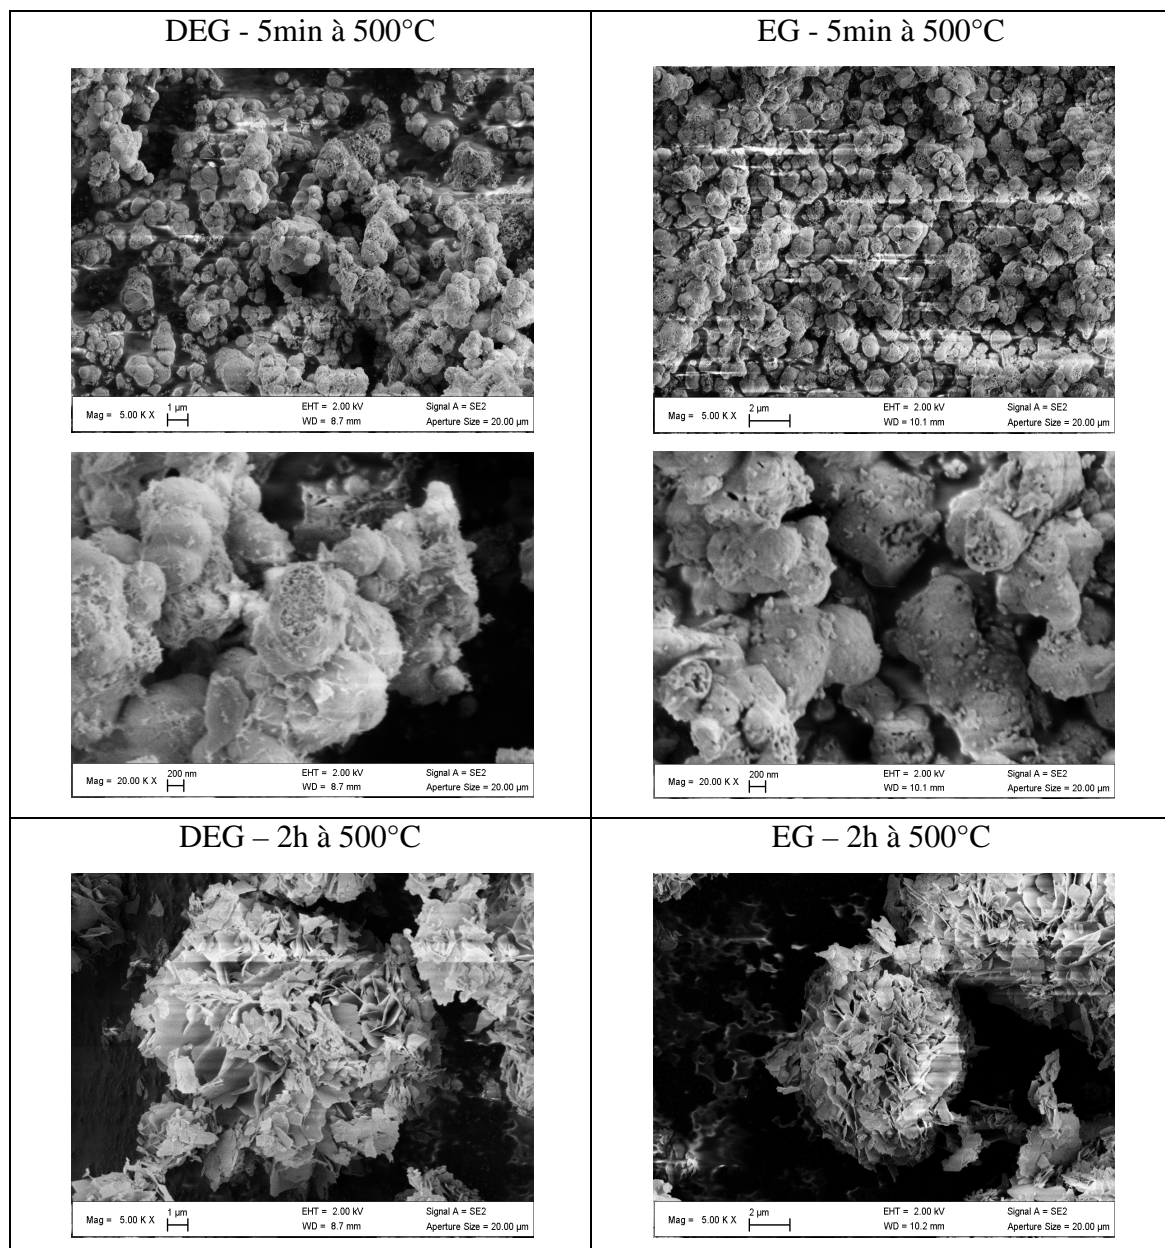 DEG - 5min à 500°C
EG - 5min à 500°C
Mag = 5.00 K X
1 µm
EHT = 2.00 kV
WD = 8.7 mm
Signal A = SE2
Aperture Size = 20.00 µm
Mag = 5.00 K X
2 µm
EHT = 2.00 kV
WD = 10.1 mm
Signal A = SE2
Aperture Size = 20.00 µm
Mag = 20.00 K X
200 nm
EHT = 2.00 kV
WD = 8.7 mm
Signal A = SE2
Aperture Size = 20.00 µm
Mag = 20.00 K X
200 nm
EHT = 2.00 kV
WD = 10.1 mm
Signal A = SE2
Aperture Size = 20.00 µm
DEG – 2h à 500°C
EG – 2h à 500°C
Mag = 5.00 K X
1 µm
EHT = 2.00 kV
WD = 8.7 mm
Signal A = SE2
Aperture Size = 20.00 µm
Mag = 5.00 K X
2 µm
EHT = 2.00 kV
WD = 10.2 mm
Signal A = SE2
Aperture Size = 20.00 µm